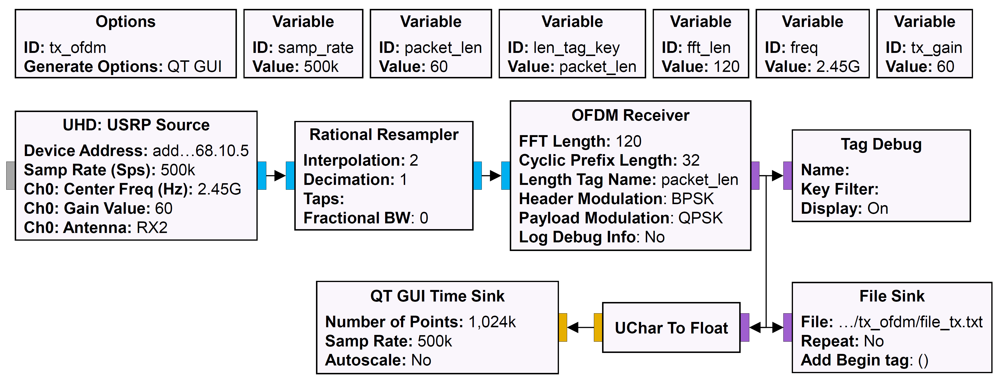 Options
ID: tx_ofdm
Generate Options: QT GUI
Variable
ID: samp_rate
Value: 500k
Variable
ID: packet_len
Value: 60
Variable
ID: len_tag_key
Value: packet_len
Variable
ID: fft_len
Value: 120
Variable
ID: freq
Value: 2.45G
Variable
ID: tx_gain
Value: 60
UHD: USRP Source
Device Address: add...68.10.5
Samp Rate (Sps): 500k
Ch0: Center Freq (Hz): 2.45G
Ch0: Gain Value: 60
Ch0: Antenna: RX2
Rational Resampler
Interpolation: 2
Decimation: 1
Taps:
Fractional BW: 0
OFDM Receiver
FFT Length: 120
Cyclic Prefix Length: 32
Length Tag Name: packet_len
Header Modulation: BPSK
Payload Modulation: QPSK
Log Debug Info: No
Tag Debug
Name:
Key Filter:
Display: On
QT GUI Time Sink
Number of Points: 1,024k
Samp Rate: 500k
Autoscale: No
UChar To Float
File Sink
File: .../tx_ofdm/file_tx.txt
Repeat: No
Add Begin tag: ()